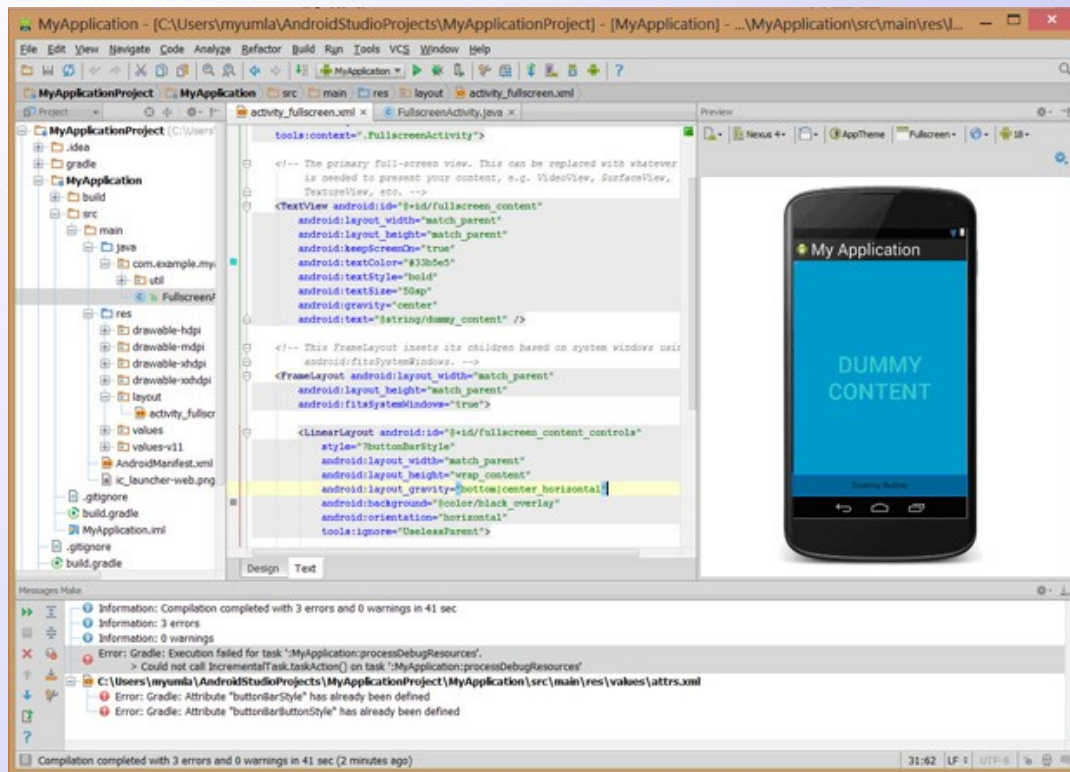 MyApplication - [C:\Users\myumla\AndroidStudioProjects\MyApplicationProject] - [MyApplication] - ...\MyApplication\src\main\res\l...
File Edit View Navigate Code Analyze Refactor Build Run Tools VCS Window Help
MyApplication
MyApplicationProject MyApplication src main res layout activity_fullscreen.xml
Project
MyApplicationProject (C:\Users\
.idea
gradle
MyApplication
build
src
main
java
com.example.my
util
FullscreenA
res
drawable-hdpi
drawable-mdpi
drawable-xhdpi
drawable-xxhdpi
layout
activity_fullscr
values
values-v11
AndroidManifest.xml
ic_launcher-web.png
.gitignore
build.gradle
MyApplication.iml
.gitignore
build.gradle
activity_fullscreen.xml FullscreenActivity.java
tools:context=".FullscreenActivity">
<!-- The primary full-screen view. This can be replaced with whatever
is needed to present your content, e.g. VideoView, SurfaceView,
TextureView, etc. -->
<TextView android:id="@+id/fullscreen_content"
android:layout_width="match_parent"
android:layout_height="match_parent"
android:keepScreenOn="true"
android:textColor="#33b5e5"
android:textStyle="bold"
android:textSize="50sp"
android:gravity="center"
android:text="@string/dummy_content" />
<!-- This FrameLayout insets its children based on system windows usin
android:fitsSystemWindows. -->
<FrameLayout android:layout_width="match_parent"
android:layout_height="match_parent"
android:fitsSystemWindows="true">
<LinearLayout android:id="@+id/fullscreen_content_controls"
style="?buttonBarStyle"
android:layout_width="match_parent"
android:layout_height="wrap_content"
android:layout_gravity="bottom|center_horizontal"
android:background="@color/black_overlay"
android:orientation="horizontal"
tools:ignore="UselessParent">
Design Text
Preview
Nexus 4 AppTheme Fullscreen 18
My Application
DUMMY
CONTENT
Dummy Button
Messages Make
Information: Compilation completed with 3 errors and 0 warnings in 41 sec
Information: 3 errors
Information: 0 warnings
Error: Gradle: Execution failed for task ':MyApplication:processDebugResources'.
> Could not call IncrementalTask.taskAction() on task ':MyApplication:processDebugResources'
C:\Users\myumla\AndroidStudioProjects\MyApplicationProject\MyApplication\src\main\res\values\attrs.xml
Error: Gradle: Attribute "buttonBarStyle" has already been defined
Error: Gradle: Attribute "buttonBarButtonStyle" has already been defined
Compilation completed with 3 errors and 0 warnings in 41 sec (2 minutes ago)
31:62 LF UTF-8